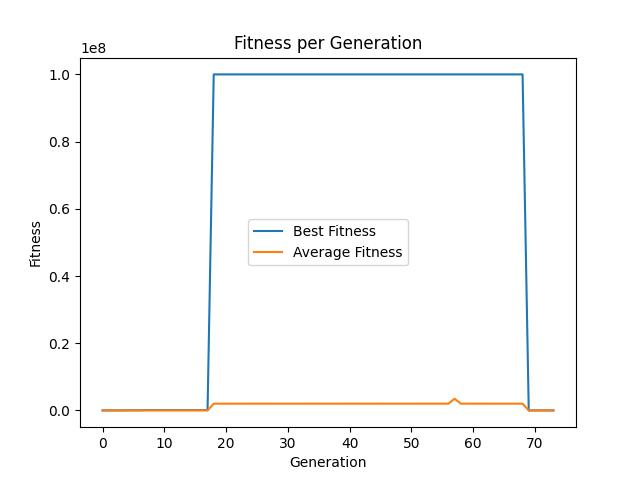 Fitness per Generation
1e8
1.0
0.8
0.6
0.4
0.2
0.0
Fitness
Best Fitness
Average Fitness
0 10 20 30 40 50 60 70
Generation